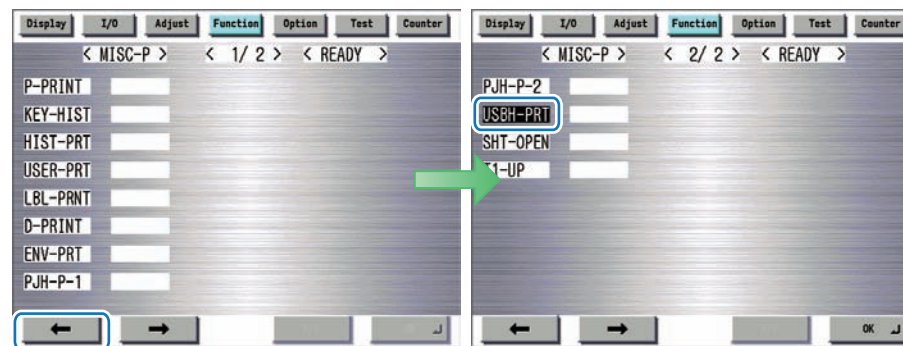 Display I/O Adjust Function Option Test Counter
< MISC-P > < 1/ 2 > < READY >
P-PRINT
KEY-HIST
HIST-PRT
USER-PRT
LBL-PRNT
D-PRINT
ENV-PRT
PJH-P-1
Display I/O Adjust Function Option Test Counter
< MISC-P > < 2/ 2 > < READY >
PJH-P-2
USBH-PRT
SHT-OPEN
1-UP
OK